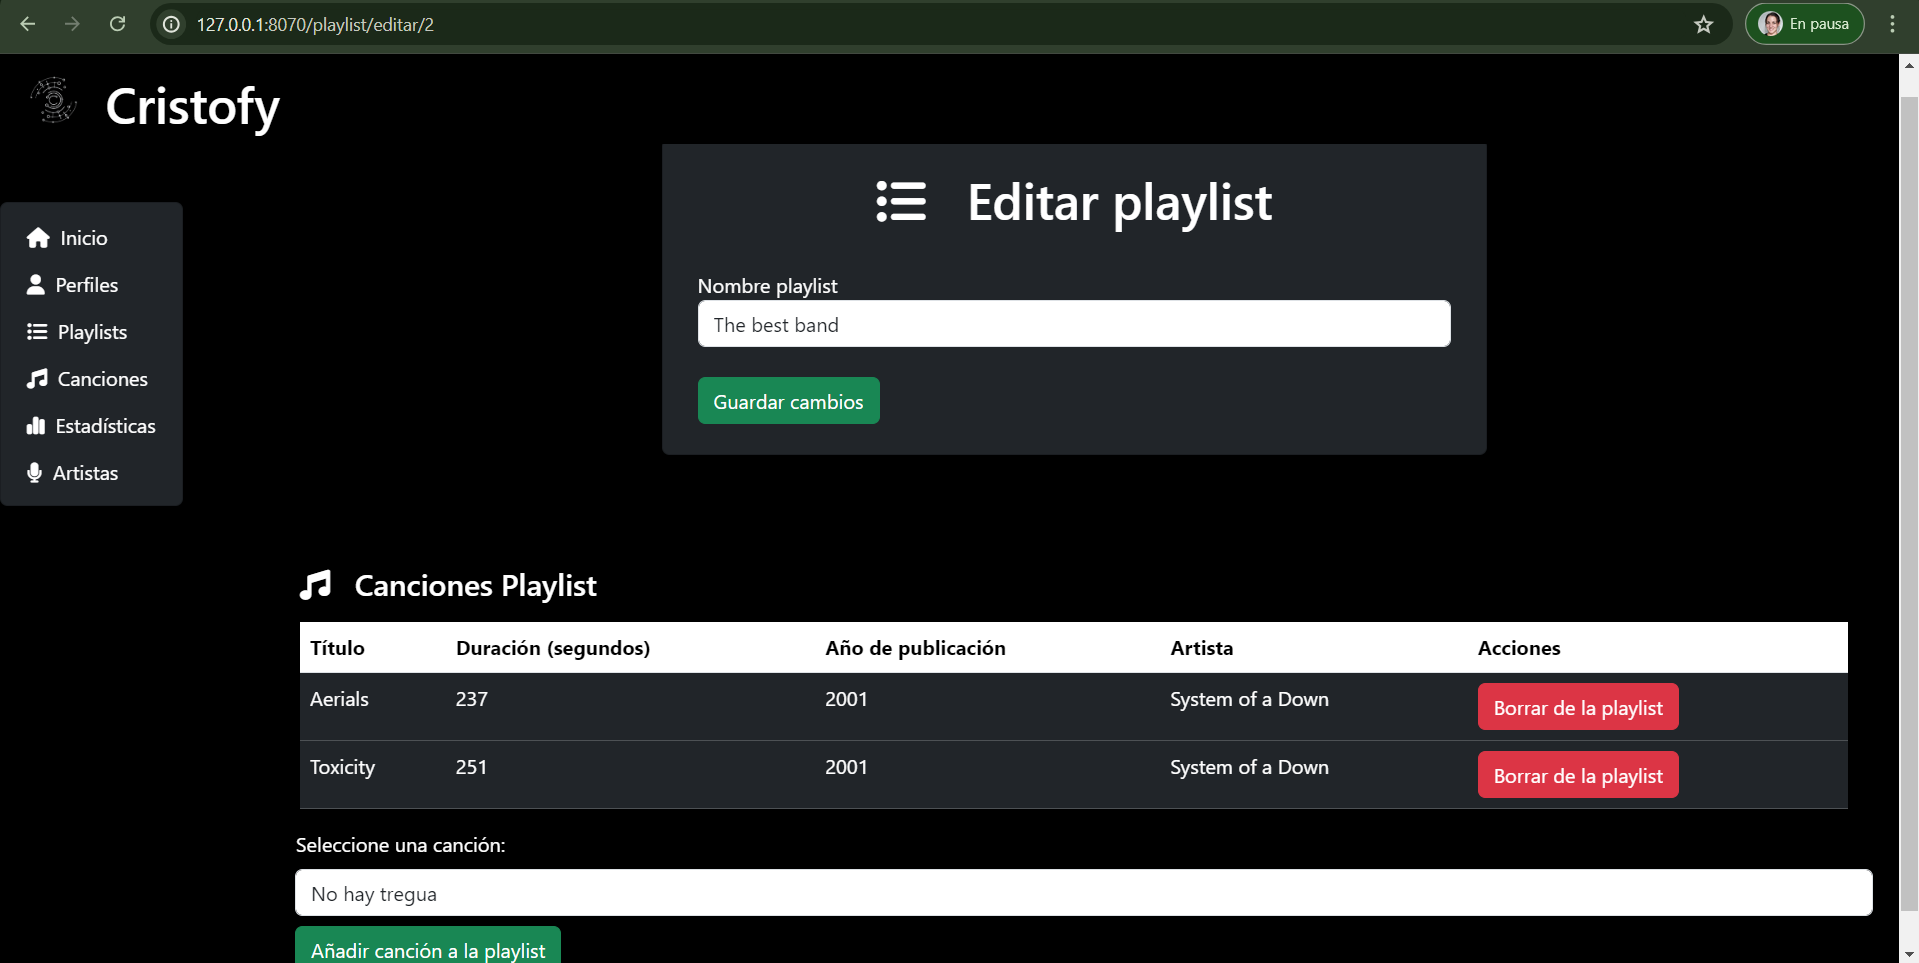 127.0.0.1:8070/playlist/editar/2
En pausa
Cristofy
Inicio
Perfiles
Playlists
Canciones
Estadísticas
Artistas
Editar playlist
Nombre playlist
The best band
Guardar cambios
Canciones Playlist
Título Duración (segundos) Año de publicación Artista Acciones
Aerials 237 2001 System of a Down Borrar de la playlist
Toxicity 251 2001 System of a Down Borrar de la playlist
Seleccione una canción:
No hay tregua
Añadir canción a la playlist